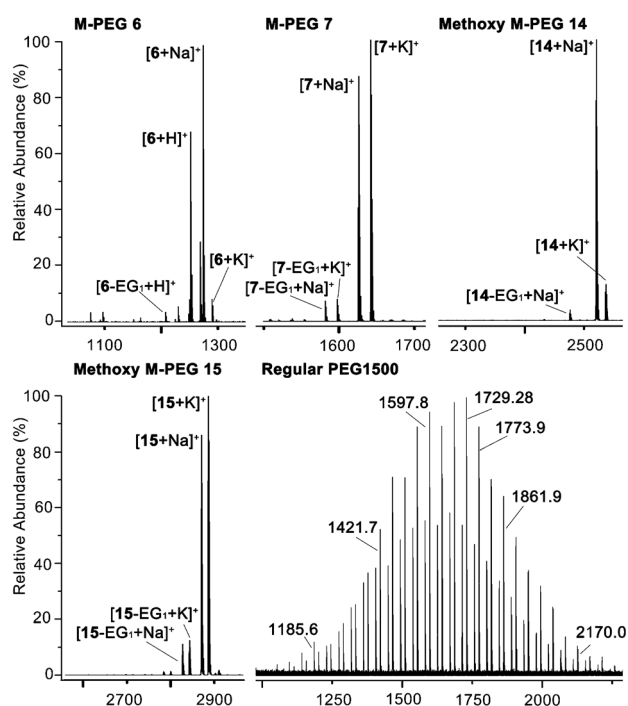 M-PEG 6
M-PEG 7
Methoxy M-PEG 14
Relative Abundance (%)
100
80
60
40
20
0
[6+Na]⁺
[6+H]⁺
[6+K]⁺
[6-EG₁+H]⁺
1100
1300
[7+K]⁺
[7+Na]⁺
[7-EG₁+K]⁺
[7-EG₁+Na]⁺
1600
1700
[14+Na]⁺
[14+K]⁺
[14-EG₁+Na]⁺
2300
2500
Methoxy M-PEG 15
Regular PEG1500
Relative Abundance (%)
100
80
60
40
20
0
[15+K]⁺
[15+Na]⁺
[15-EG₁+K]⁺
[15-EG₁+Na]⁺
2700
2900
1597.8
1729.28
1773.9
1421.7
1861.9
1185.6
2170.0
1250
1500
1750
2000